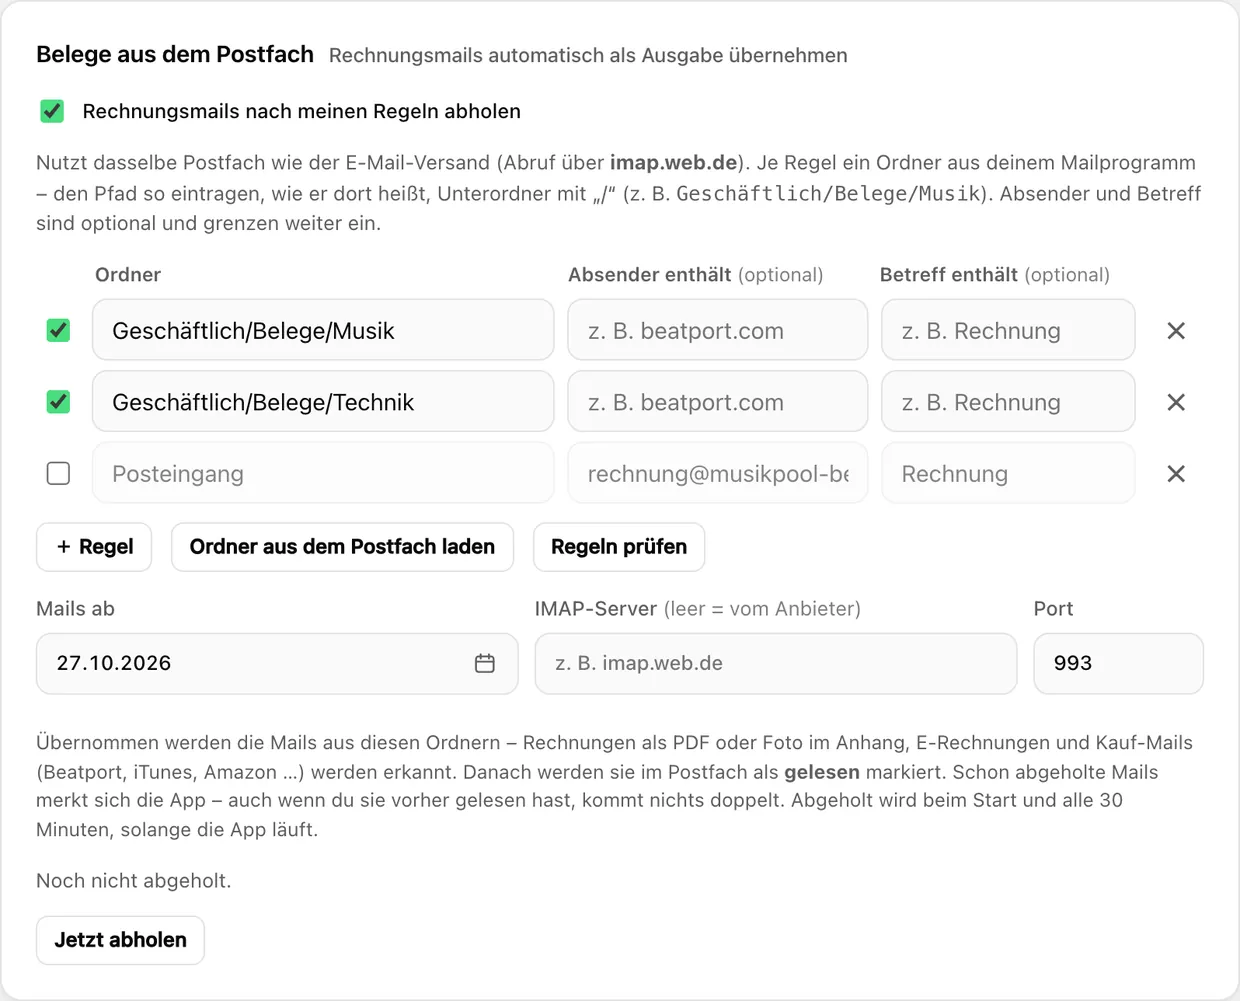 Belege aus dem Postfach Rechnungsmails automatisch als Ausgabe übernehmen
Rechnungsmails nach meinen Regeln abholen
Nutzt dasselbe Postfach wie der E-Mail-Versand (Abruf über imap.web.de). Je Regel ein Ordner aus deinem Mailprogramm
– den Pfad so eintragen, wie er dort heißt, Unterordner mit „/“ (z. B. Geschäftlich/Belege/Musik). Absender und Betreff
sind optional und grenzen weiter ein.
Ordner Absender enthält (optional) Betreff enthält (optional)
Geschäftlich/Belege/Musik z. B. beatport.com z. B. Rechnung
Geschäftlich/Belege/Technik z. B. beatport.com z. B. Rechnung
Posteingang rechnung@musikpool-be Rechnung
+ Regel Ordner aus dem Postfach laden Regeln prüfen
Mails ab IMAP-Server (leer = vom Anbieter) Port
27.10.2026 z. B. imap.web.de 993
Übernommen werden die Mails aus diesen Ordnern – Rechnungen als PDF oder Foto im Anhang, E-Rechnungen und Kauf-Mails
(Beatport, iTunes, Amazon …) werden erkannt. Danach werden sie im Postfach als gelesen markiert. Schon abgeholte Mails
merkt sich die App – auch wenn du sie vorher gelesen hast, kommt nichts doppelt. Abgeholt wird beim Start und alle 30
Minuten, solange die App läuft.
Noch nicht abgeholt.
Jetzt abholen